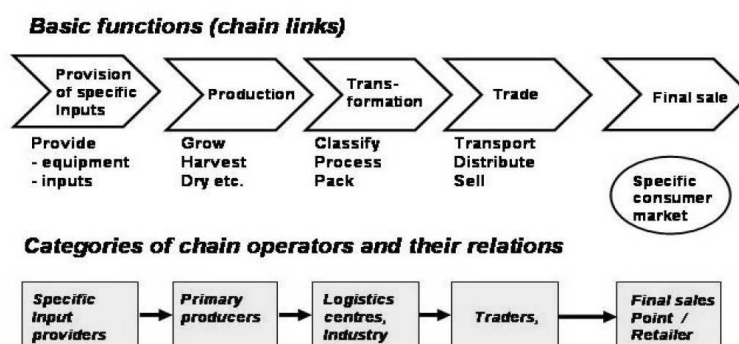 Basic functions (chain links)
Provision
of specific
Inputs
Production
Trans-
formation
Trade
Final sale
Provide
- equipment
- inputs
Grow
Harvest
Dry etc.
Classify
Process
Pack
Transport
Distribute
Sell
Specific
consumer
market
Categories of chain operators and their relations
Specific
Input
providers
Primary
producers
Logistics
centres,
Industry
Traders,
Final sales
Point /
Retailer